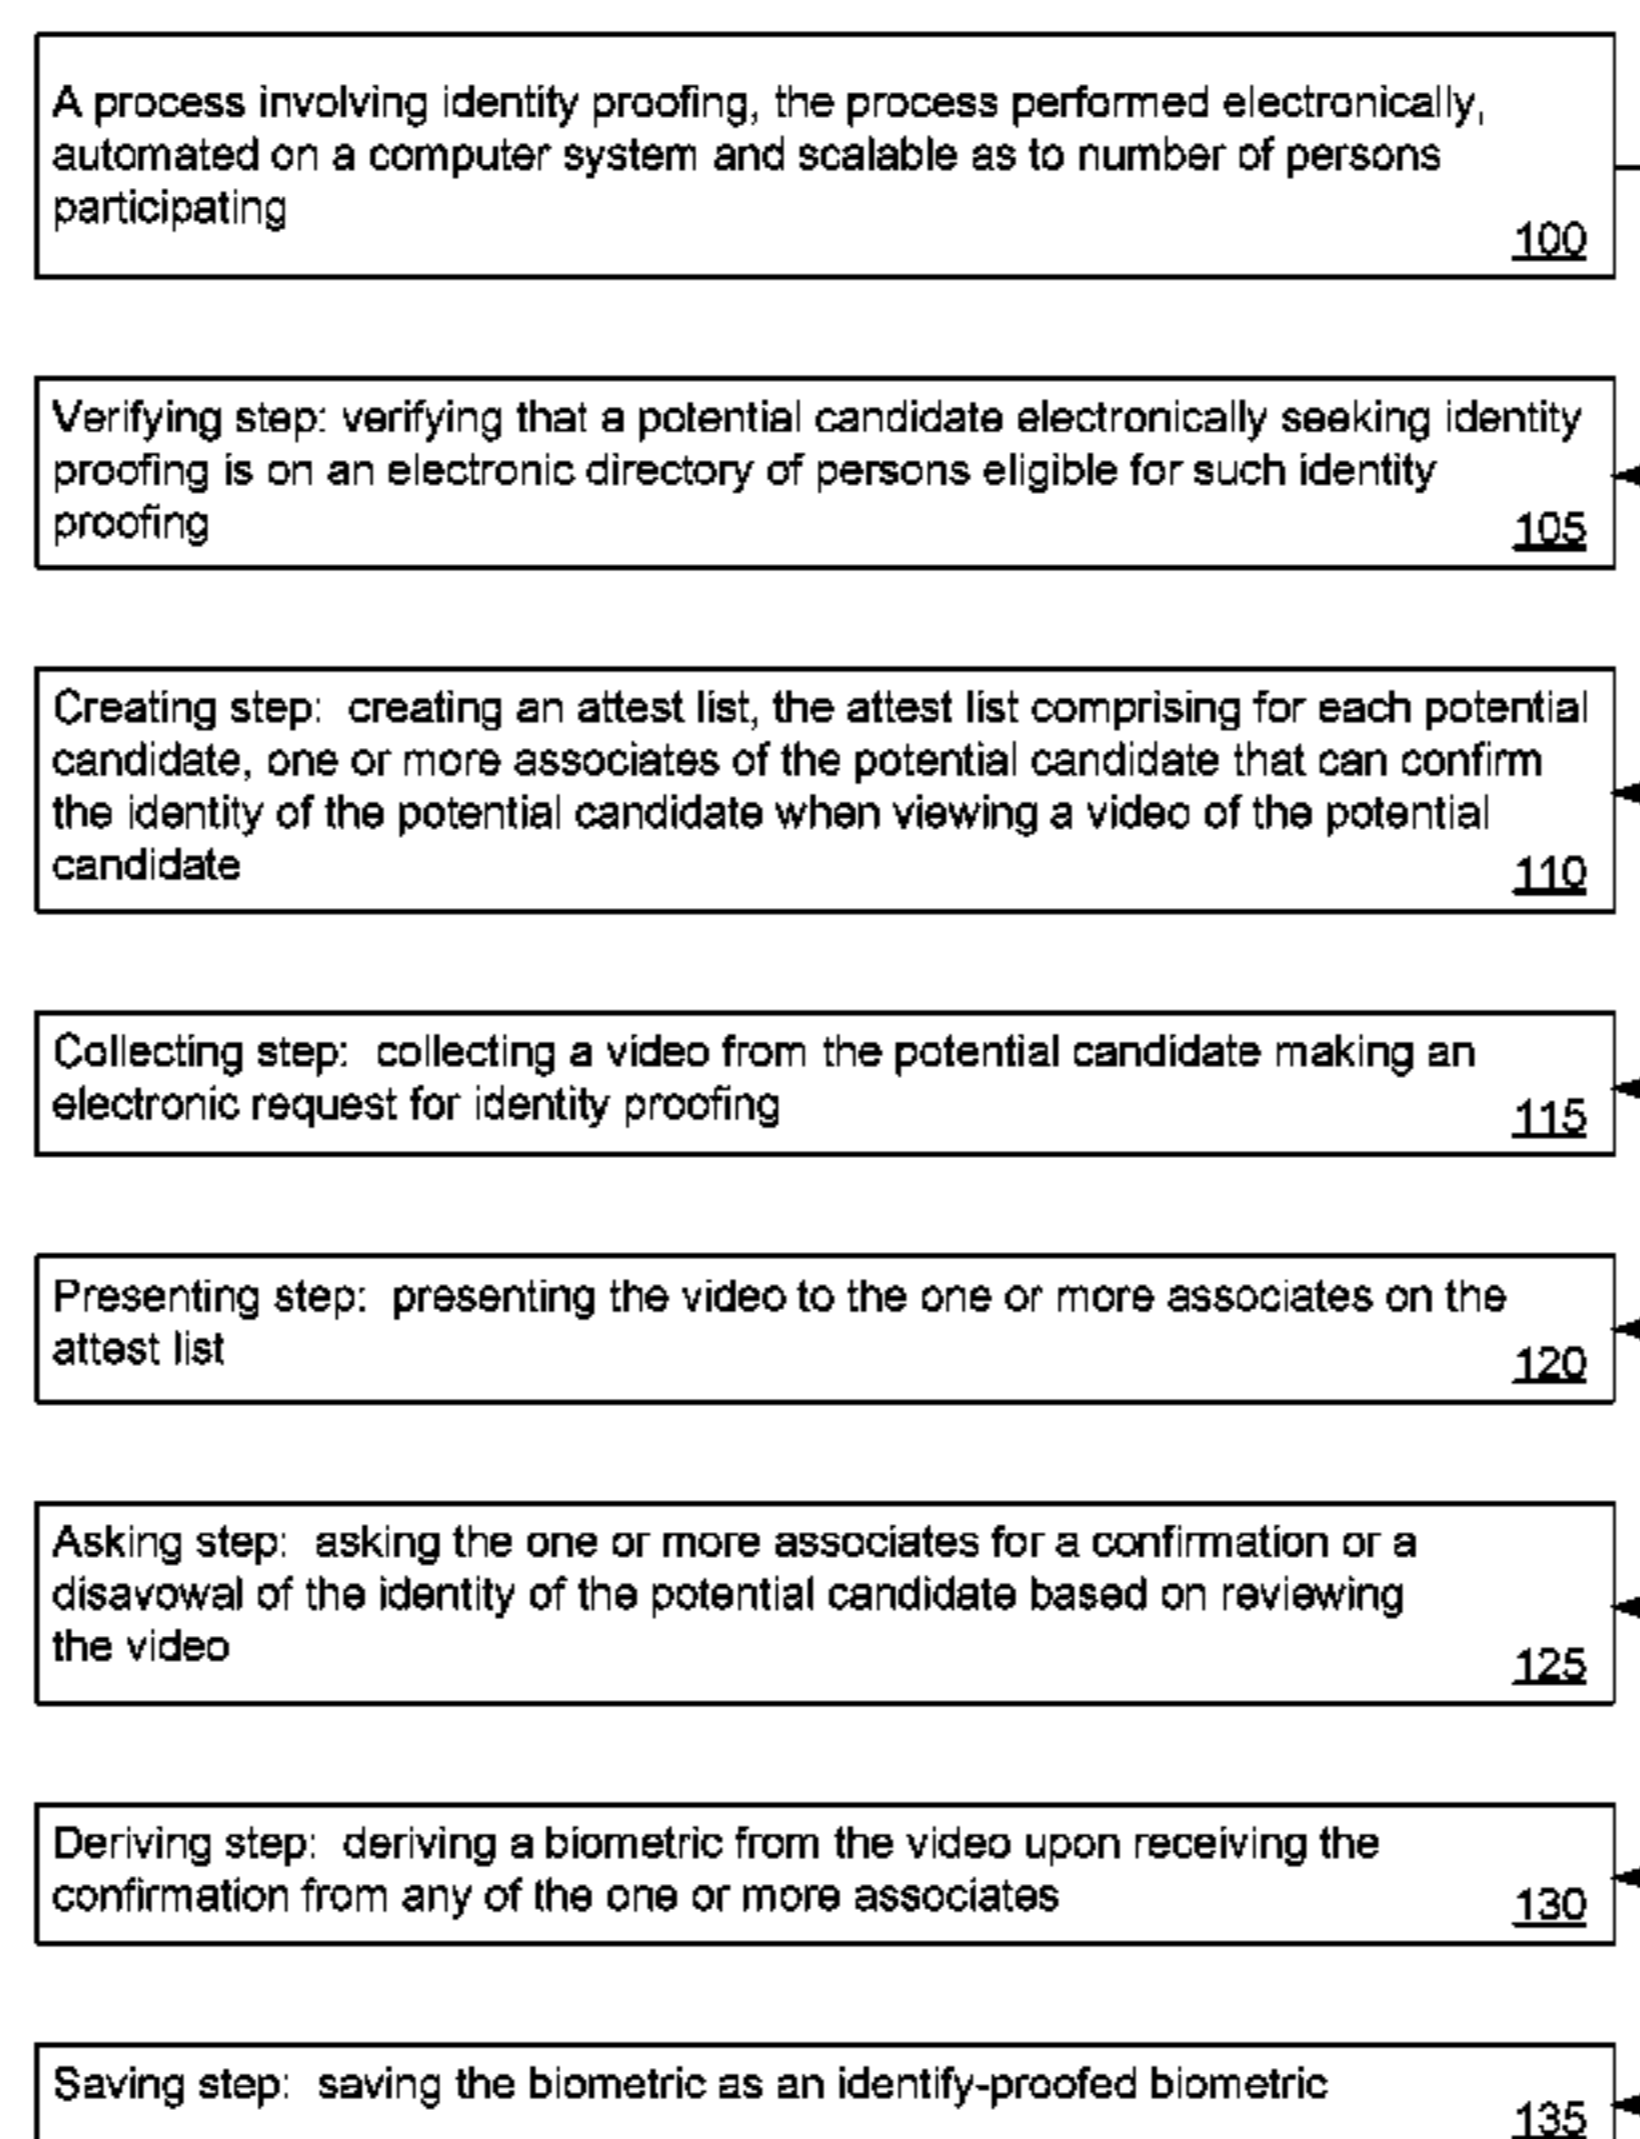 A process involving identity proofing, the process performed electronically,
automated on a computer system and scalable as to number of persons
participating
100
Verifying step: verifying that a potential candidate electronically seeking identity
proofing is on an electronic directory of persons eligible for such identity
proofing
105
Creating step: creating an attest list, the attest list comprising for each potential
candidate, one or more associates of the potential candidate that can confirm
the identity of the potential candidate when viewing a video of the potential
candidate
110
Collecting step: collecting a video from the potential candidate making an
electronic request for identity proofing
115
Presenting step: presenting the video to the one or more associates on the
attest list
120
Asking step: asking the one or more associates for a confirmation or a
disavowal of the identity of the potential candidate based on reviewing
the video
125
Deriving step: deriving a biometric from the video upon receiving the
confirmation from any of the one or more associates
130
Saving step: saving the biometric as an identify-proofed biometric
135